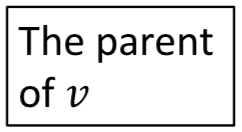 The parent
of 𝑣